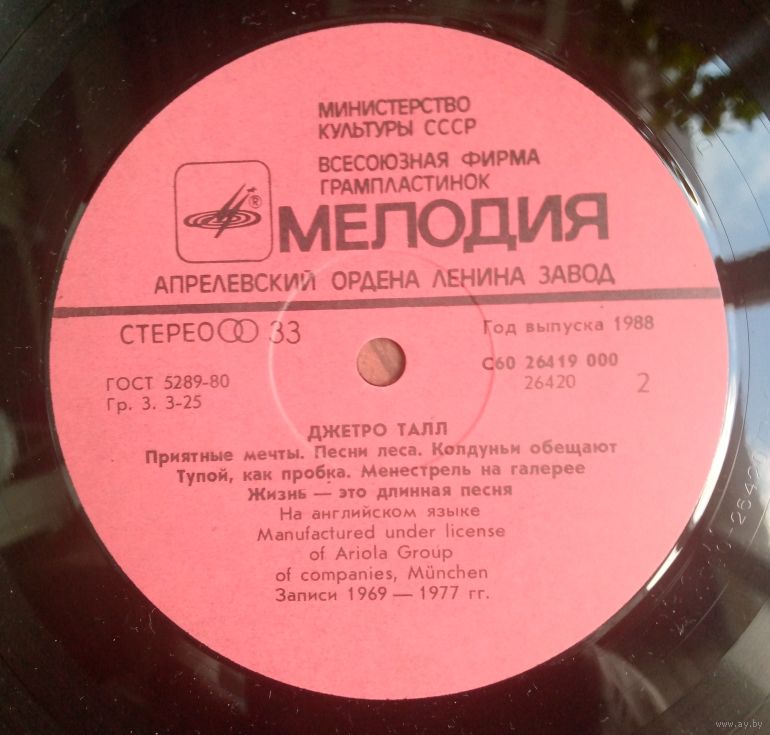 МИНИСТЕРСТВО
КУЛЬТУРЫ СССР
ВСЕСОЮЗНАЯ ФИРМА
ГРАМПЛАСТИНОК
®
МЕЛОДИЯ
АПРЕЛЕВСКИЙ ОРДЕНА ЛЕНИНА ЗАВОД
СТЕРЕО 33
Год выпуска 1988
ГОСТ 5289-80
Гр. 3. 3-25
С60 26419 000
26420 2
ДЖЕТРО ТАЛЛ
Приятные мечты. Песни леса. Колдуньи обещают
Тупой, как пробка. Менестрель на галерее
Жизнь — это длинная песня
На английском языке
Manufactured under license
of Ariola Group
of companies, München
Записи 1969 — 1977 гг.
www.ay.by